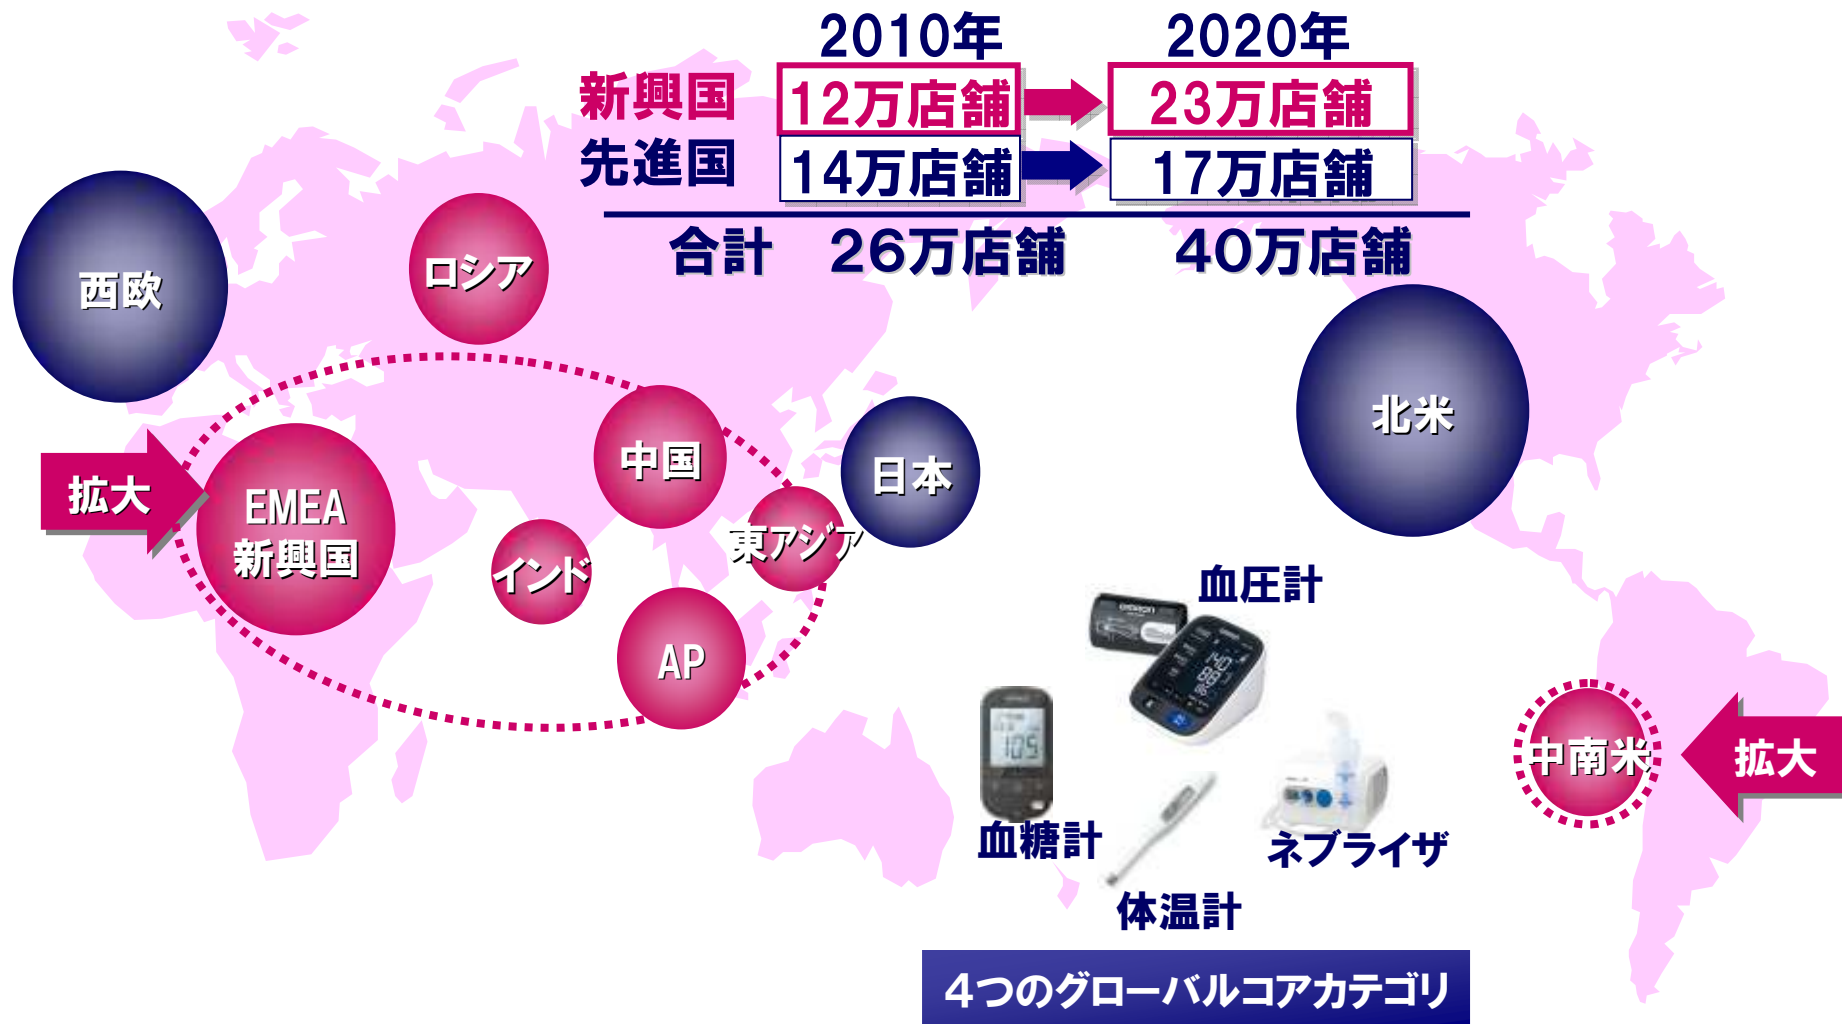 2010年 2020年
新興国 12万店舗 23万店舗
先進国 14万店舗 17万店舗
合計 26万店舗 40万店舗
西欧
ロシア
北米
中国
日本
拡大
EMEA
新興国
東アジア
インド
AP
血圧計
OMRON
140
88
105
血糖計
体温計
ネブライザ
中南米
拡大
4つのグローバルコアカテゴリ